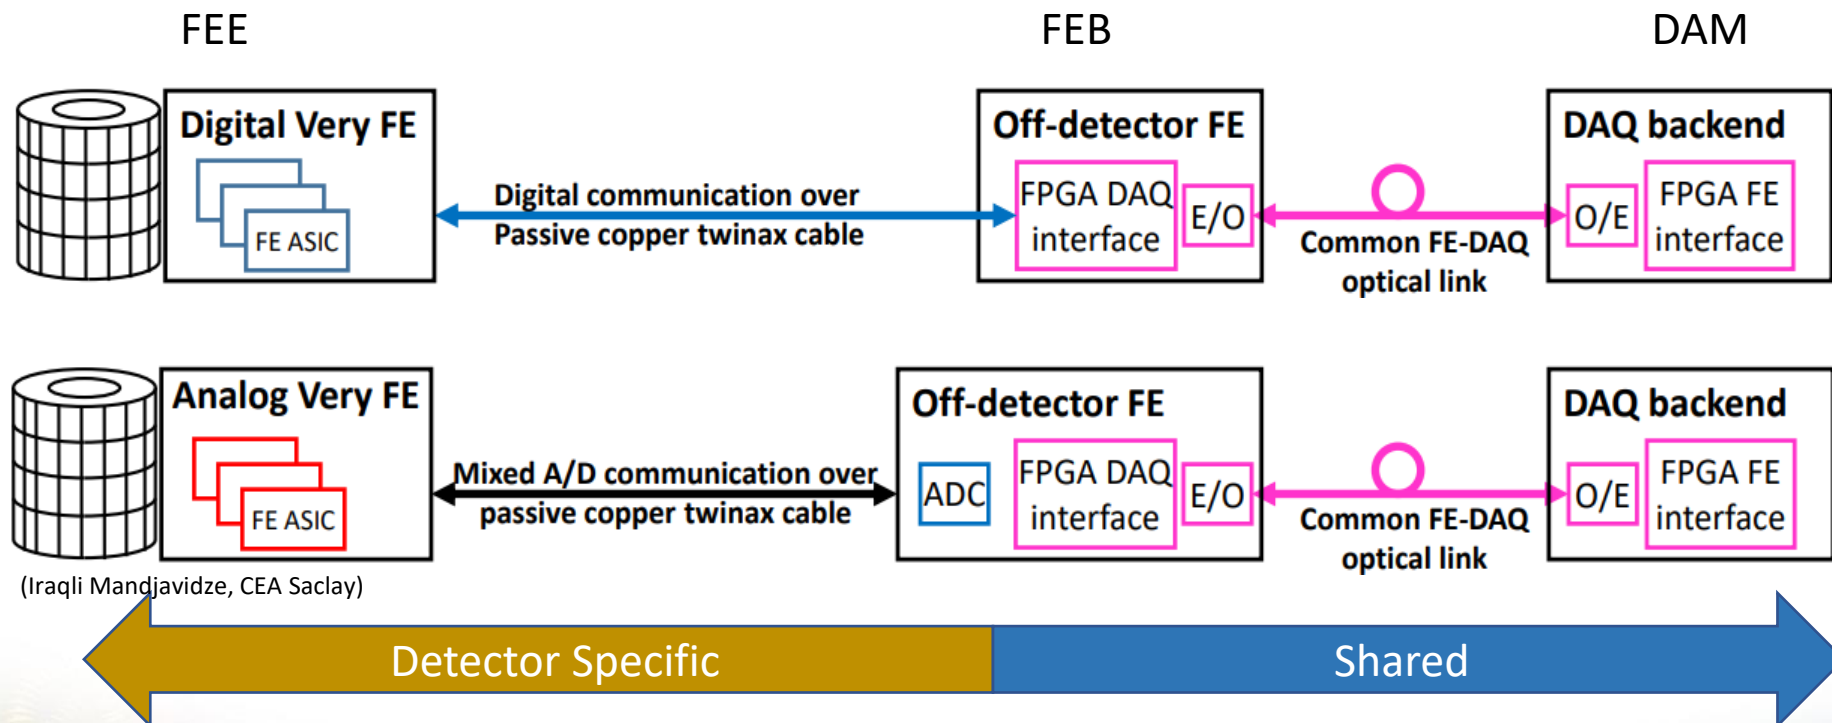 FEE
FEB
DAM
Digital Very FE
FE ASIC
Digital communication over
Passive copper twinax cable
Off-detector FE
FPGA DAQ
interface
E/O
Common FE-DAQ
optical link
DAQ backend
O/E
FPGA FE
interface
Analog Very FE
FE ASIC
Mixed A/D communication over
passive copper twinax cable
Off-detector FE
ADC
FPGA DAQ
interface
E/O
Common FE-DAQ
optical link
DAQ backend
O/E
FPGA FE
interface
(Iraqli Mandjavidze, CEA Saclay)
Detector Specific
Shared